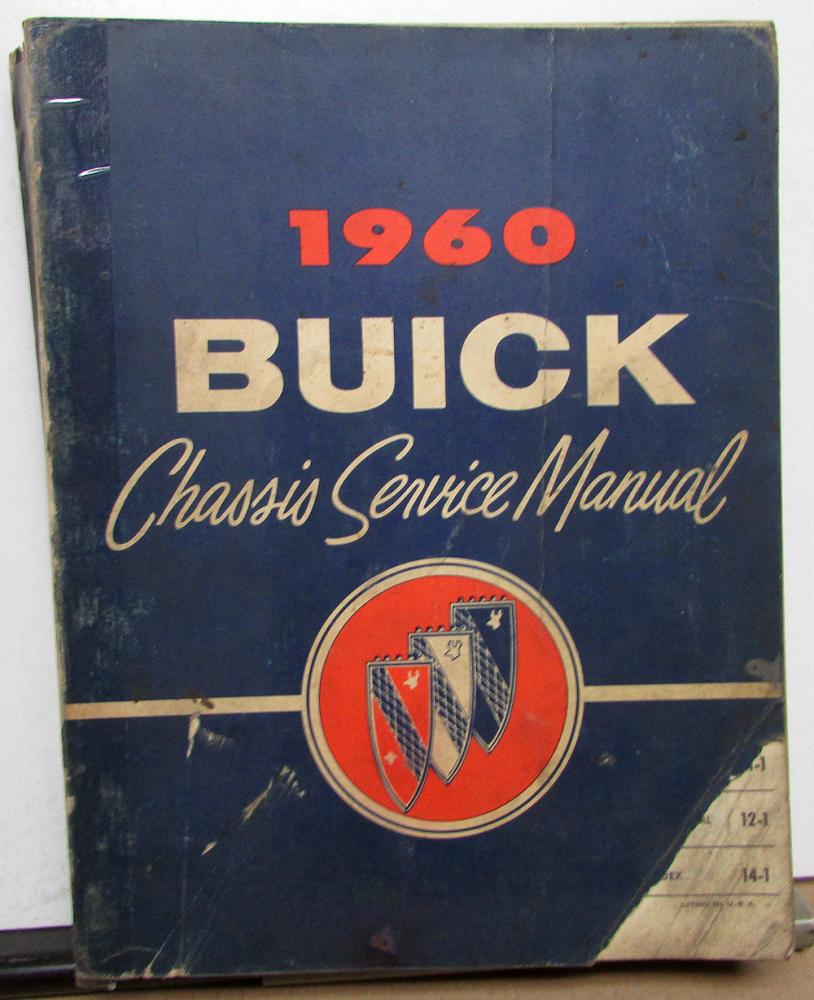 1960
BUICK
Chassis Service Manual
12-1
14-1
U.S.A.